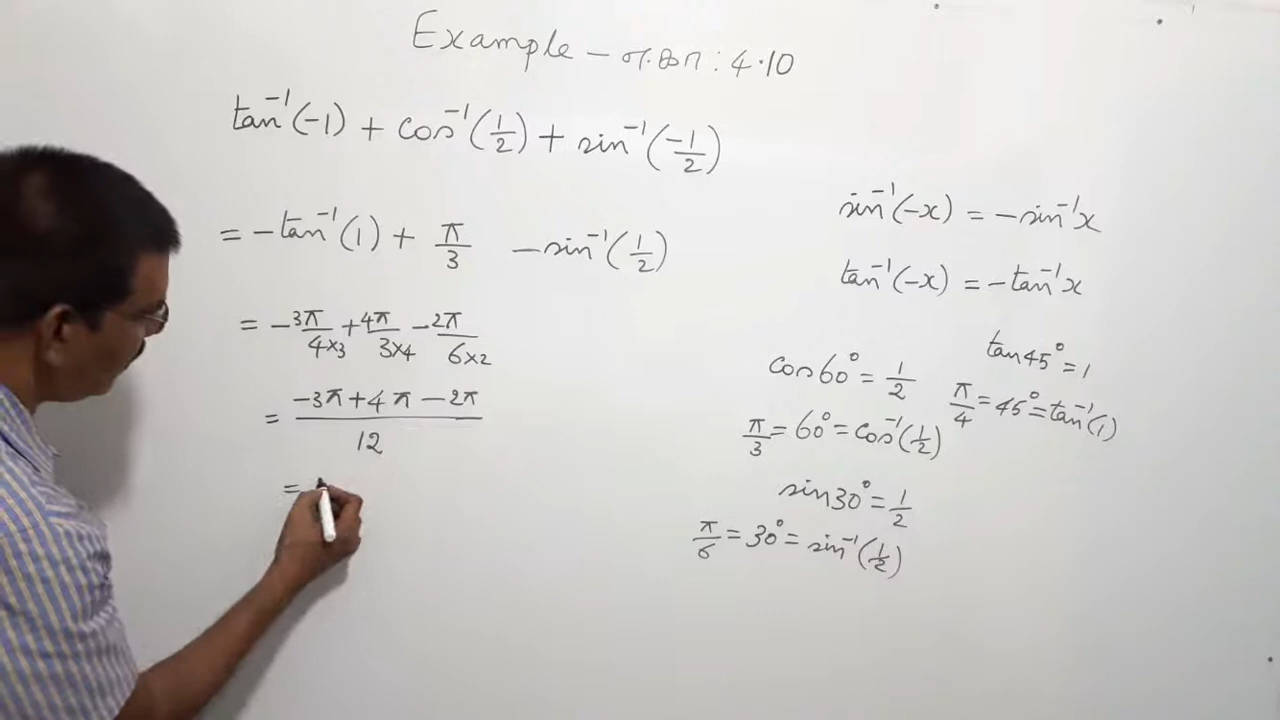 Example – எ.கா : 4.10
tan⁻¹(-1) + cos⁻¹(1/2) + sin⁻¹(-1/2)
= -tan⁻¹(1) + π/3 - sin⁻¹(1/2)
= -3π/4×3 + 4π/3×4 - 2π/6×2
= -3π + 4π - 2π / 12
=
sin⁻¹(-x) = -sin⁻¹x
tan⁻¹(-x) = -tan⁻¹x
tan45° = 1
π/4 = 45° = tan⁻¹(1)
cos60° = 1/2
π/3 = 60° = cos⁻¹(1/2)
sin30° = 1/2
π/6 = 30° = sin⁻¹(1/2)